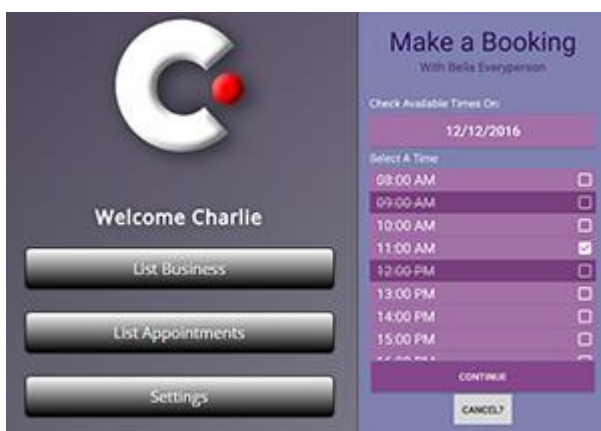 Welcome Charlie
List Business
List Appointments
Settings
Make a Booking
With Bella Everyperson
Check Available Times On:
12/12/2016
Select A Time
08:00 AM
09:00 AM
10:00 AM
11:00 AM
12:00 PM
13:00 PM
14:00 PM
15:00 PM
CONTINUE
CANCEL?